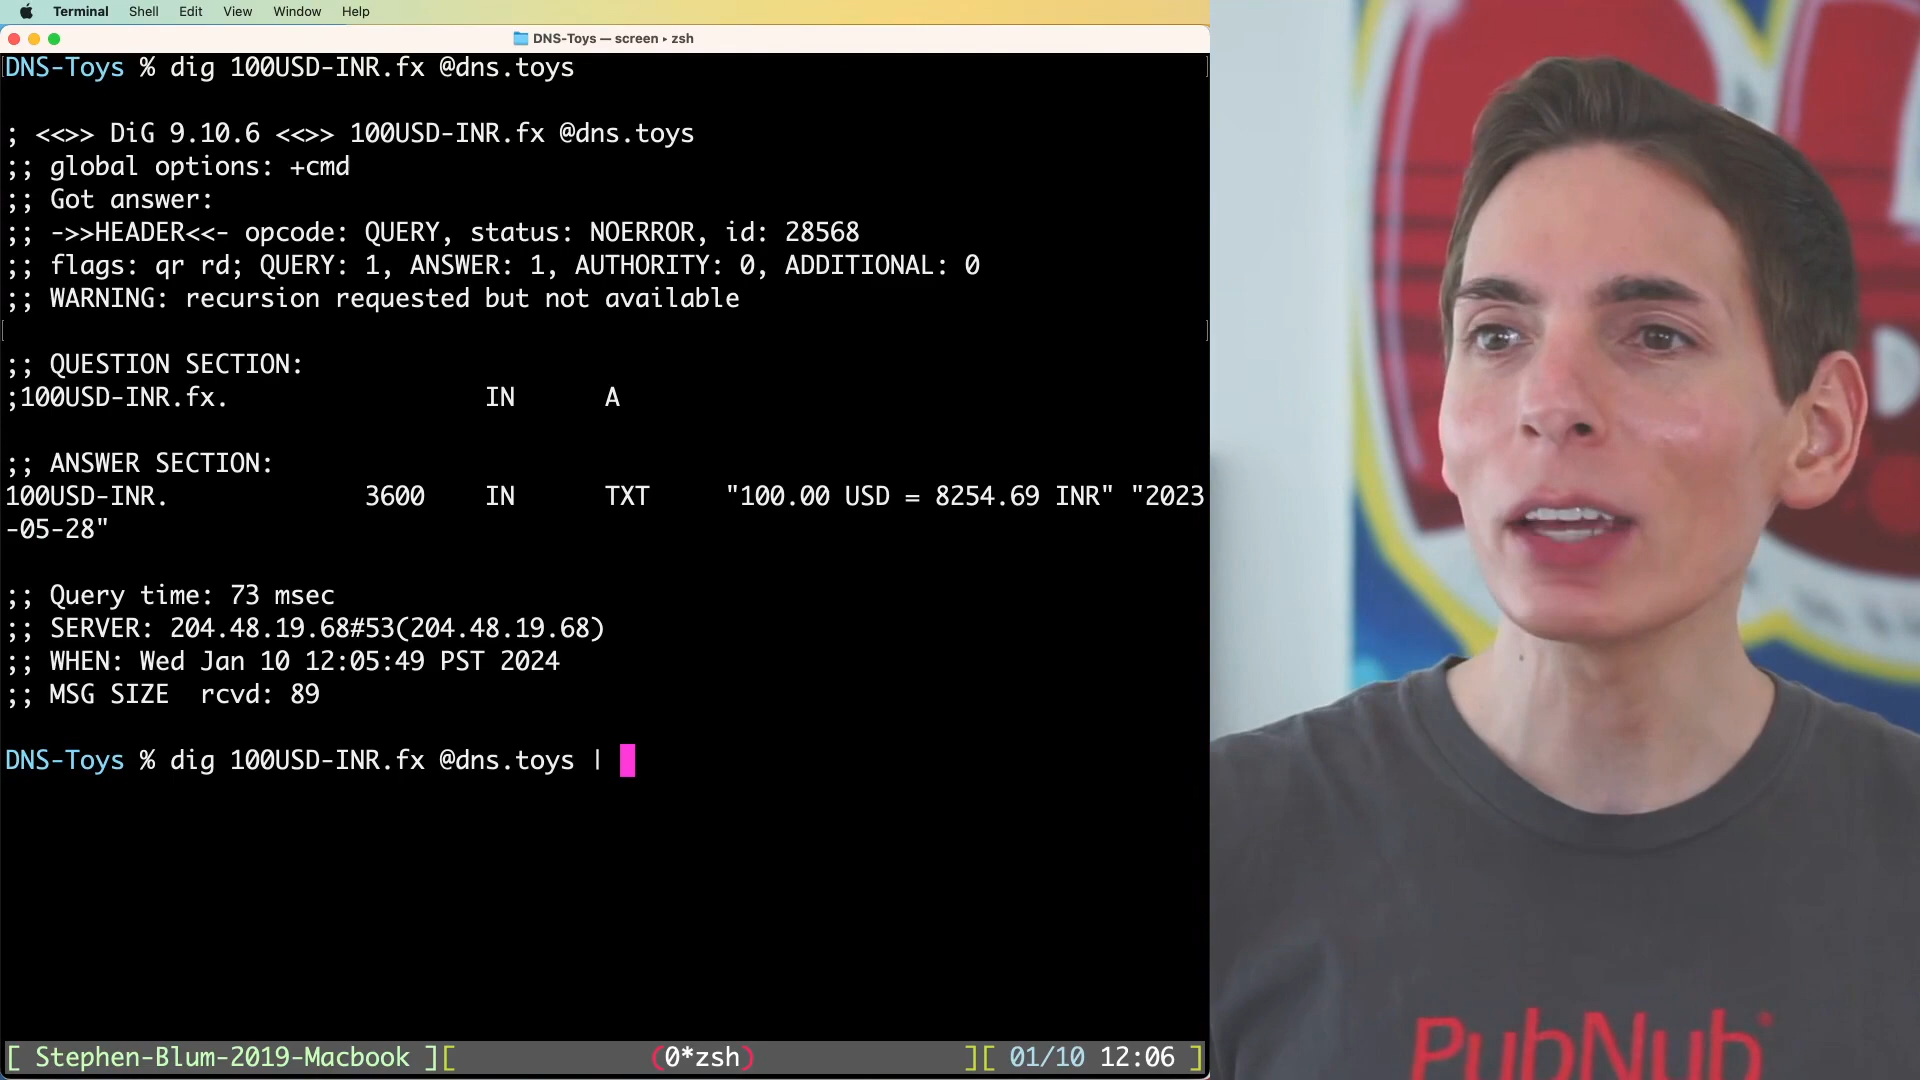 Terminal Shell Edit View Window Help
DNS-Toys — screen ▸ zsh
DNS-Toys % dig 100USD-INR.fx @dns.toys
; <<>> DiG 9.10.6 <<>> 100USD-INR.fx @dns.toys
;; global options: +cmd
;; Got answer:
;; ->>HEADER<<- opcode: QUERY, status: NOERROR, id: 28568
;; flags: qr rd; QUERY: 1, ANSWER: 1, AUTHORITY: 0, ADDITIONAL: 0
;; WARNING: recursion requested but not available
;; QUESTION SECTION:
;100USD-INR.fx. IN A
;; ANSWER SECTION:
100USD-INR. 3600 IN TXT "100.00 USD = 8254.69 INR" "2023
-05-28"
;; Query time: 73 msec
;; SERVER: 204.48.19.68#53(204.48.19.68)
;; WHEN: Wed Jan 10 12:05:49 PST 2024
;; MSG SIZE rcvd: 89
DNS-Toys % dig 100USD-INR.fx @dns.toys |
[ Stephen-Blum-2019-Macbook ][ (0*zsh) ][ 01/10 12:06 ]
PubNub